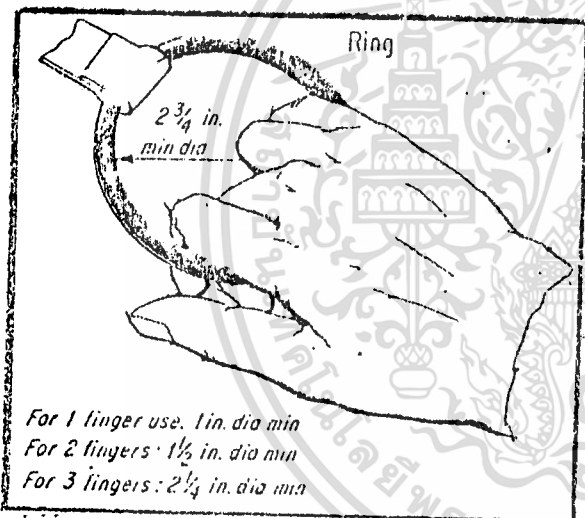 Ring
2 3/4 in.
min dia
For 1 finger use. 1 in. dia min
For 2 fingers: 1 1/2 in. dia min
For 3 fingers: 2 1/4 in. dia min